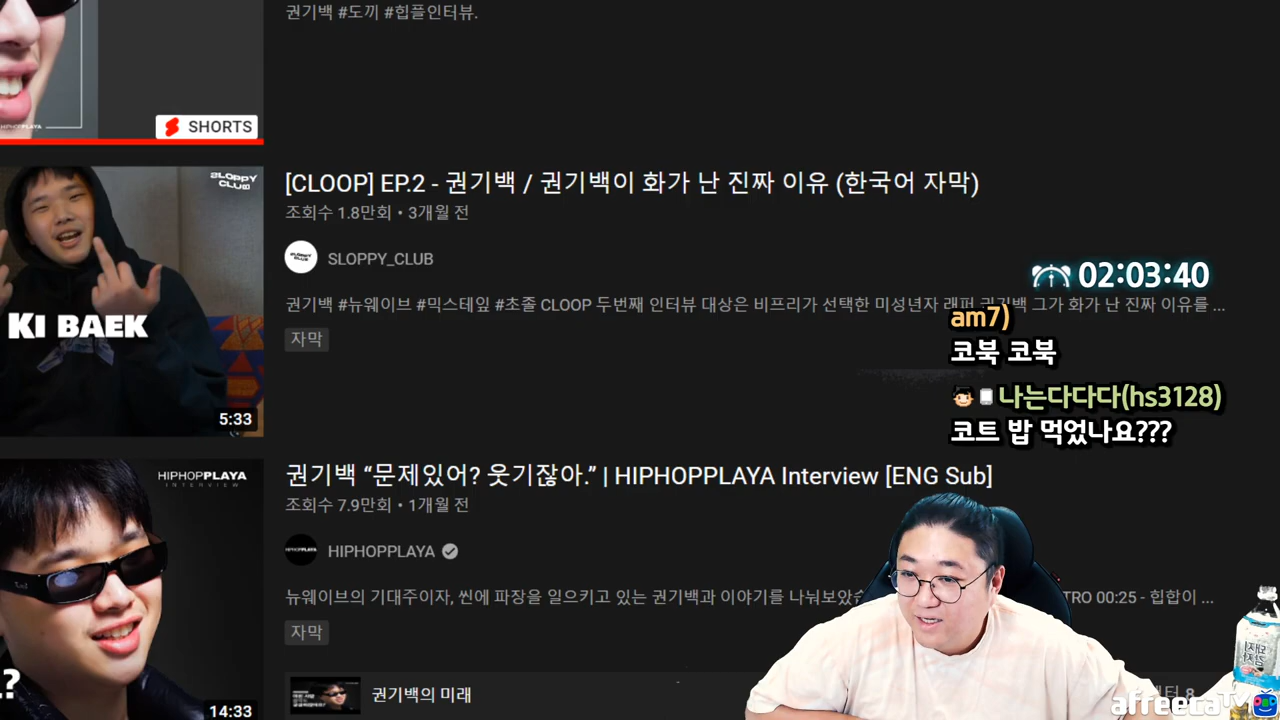 권기백 #도끼 #힙플인터뷰.
HIPHOPPLAYA
SHORTS
SLOPPY
CLUB
[CLOOP] EP.2 - 권기백 / 권기백이 화가 난 진짜 이유 (한국어 자막)
조회수 1.8만회 • 3개월 전
SLOPPY_CLUB
02:03:40
권기백 #뉴웨이브 #믹스테잎 #초졸 CLOOP 두번째 인터뷰 대상은 비프리가 선택한 미성년자 래퍼 권기백 그가 화가 난 진짜 이유를 ...
KI BAEK
자막
am7)
코북 코북
나는다다다(hs3128)
코트 밥 먹었나요???
5:33
HIPHOPPLAYA
INTERVIEW
권기백 “문제있어? 웃기잖아.” | HIPHOPPLAYA Interview [ENG Sub]
조회수 7.9만회 • 1개월 전
HIPHOPPLAYA
뉴웨이브의 기대주이자, 씬에 파장을 일으키고 있는 권기백과 이야기를 나눠보았
TRO 00:25 - 힙합이 ...
자막
?
권기백의 미래
14:33
8
afreecaTV